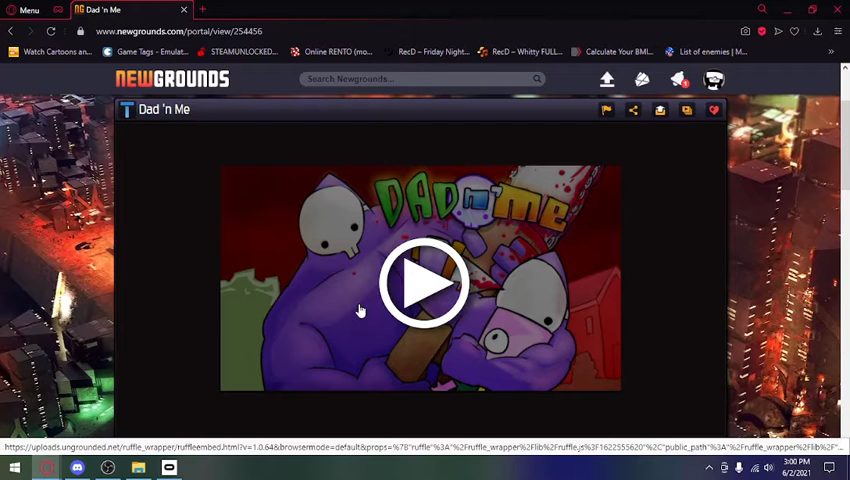 Menu
Dad 'n Me
www.newgrounds.com/portal/view/254456
Watch Cartoons an... Game Tags - Emulat... STEAMUNLOCKED... Online RENTO (mo... RecD – Friday Night... RecD – Whitty FULL... Calculate Your BMI... List of enemies | M...
NEWGROUNDS
Search Newgrounds...
1
T Dad 'n Me
DAD n' ME
https://uploads.ungrounded.net/ruffle_wrapper/ruffleembed.html?v=1.0.64&browsermode=default&props=%7B"ruffle"%3A"%2Fruffle_wrapper%2Flib%2Fruffle.js%3F1622555620"%2C"public_path"%3A"%2Fruffle_wrapper%2Flib%2F"...
3:00 PM
6/2/2021